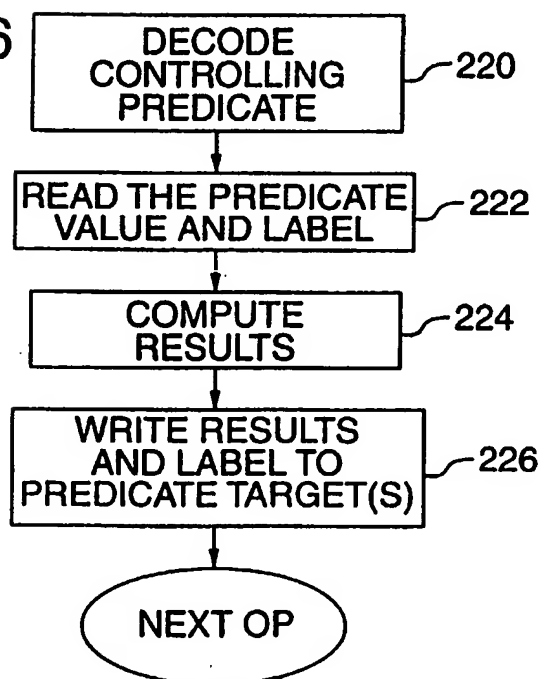 6
DECODE
CONTROLLING
PREDICATE
220
READ THE PREDICATE
VALUE AND LABEL
222
COMPUTE
RESULTS
224
WRITE RESULTS
AND LABEL TO
PREDICATE TARGET(S)
226
NEXT OP